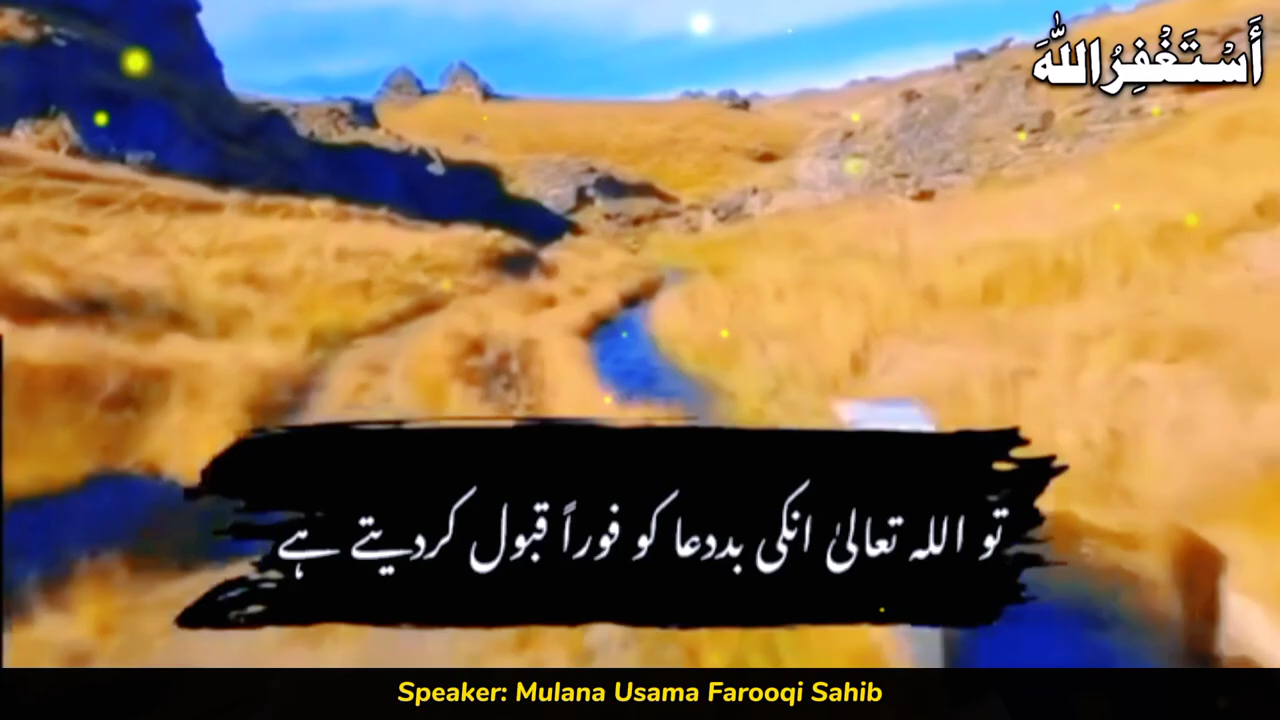 أَسْتَغْفِرُاللّٰهَ
تو اللہ تعالیٰ انکی بددعا کو فوراً قبول کردیتے ہے
Speaker: Mulana Usama Farooqi Sahib